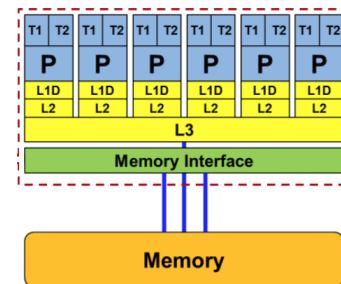 T1 T2 T1 T2 T1 T2 T1 T2 T1 T2 T1 T2
P P P P P P
L1D L1D L1D L1D L1D L1D
L2 L2 L2 L2 L2 L2
L3
Memory Interface
Memory